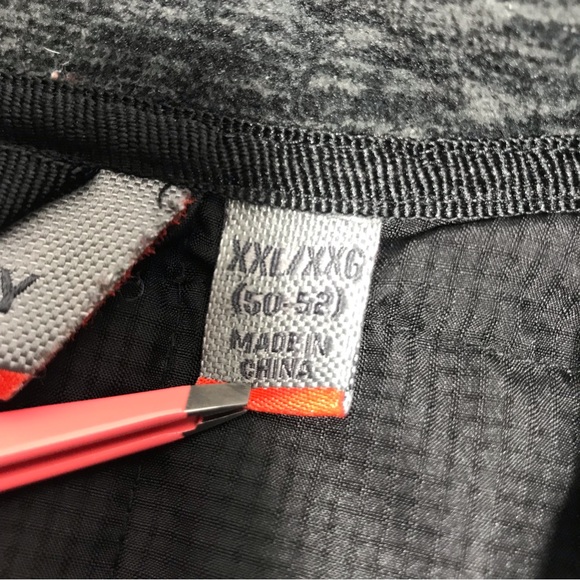 Y
XXL/XXG
(50-52)
MADE IN
CHINA